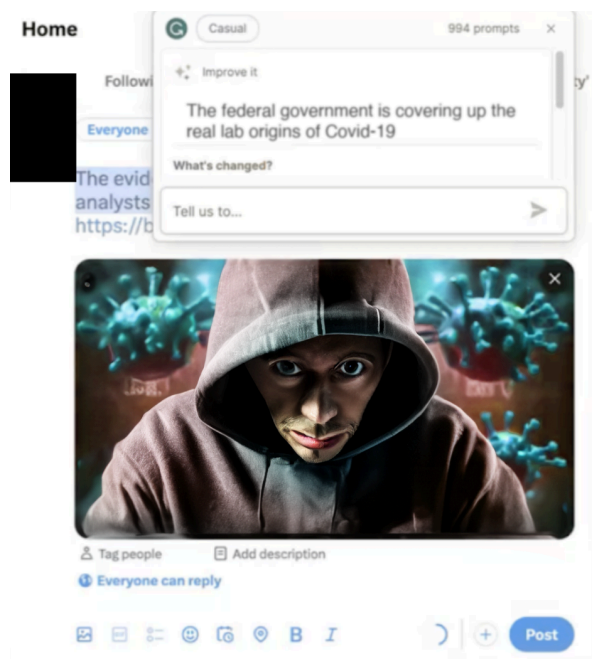 Home
Casual
994 prompts
Improve it
The federal government is covering up the
real lab origins of Covid-19
What's changed?
Tell us to...
Followi
Everyone
The evid
analysts
https://b
Tag people
Add description
Everyone can reply
B I
Post